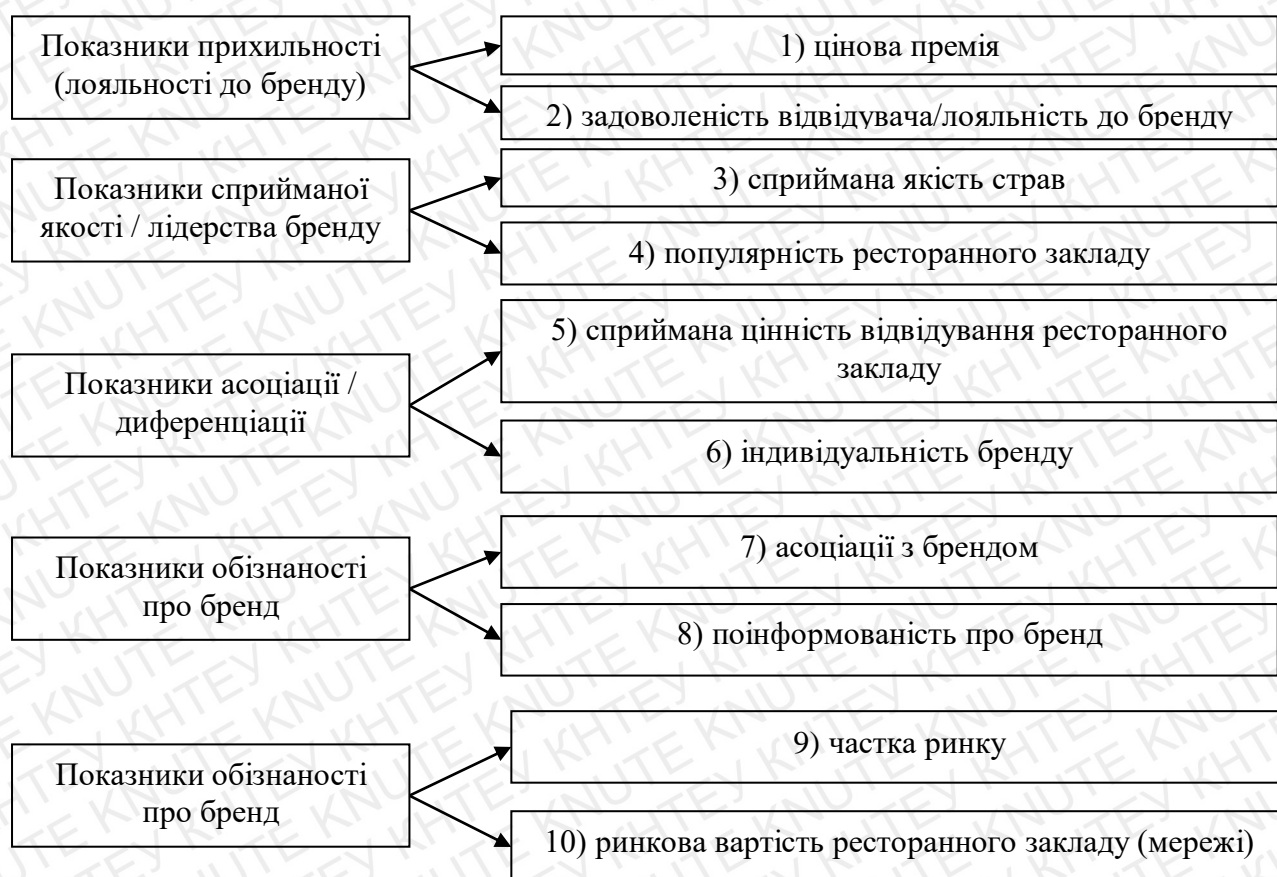 Показники прихильності
(лояльності до бренду)
1) цінова премія
2) задоволеність відвідувача/лояльність до бренду
Показники сприйманої
якості / лідерства бренду
3) сприймана якість страв
4) популярність ресторанного закладу
Показники асоціації /
диференціації
5) сприймана цінність відвідування ресторанного
закладу
6) індивідуальність бренду
Показники обізнаності
про бренд
7) асоціації з брендом
8) поінформованість про бренд
Показники обізнаності
про бренд
9) частка ринку
10) ринкова вартість ресторанного закладу (мережі)